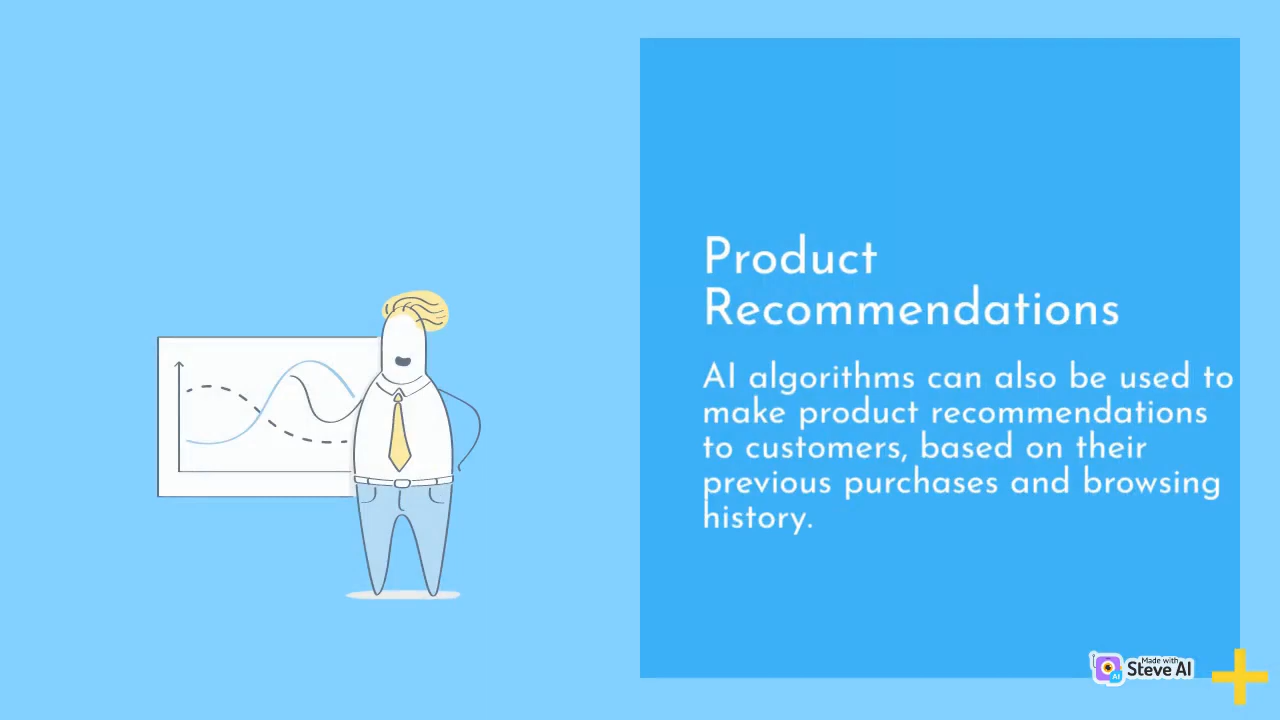 Product
Recommendations
AI algorithms can also be used to
make product recommendations
to customers, based on their
previous purchases and browsing
history.
Made with
Steve AI
AI